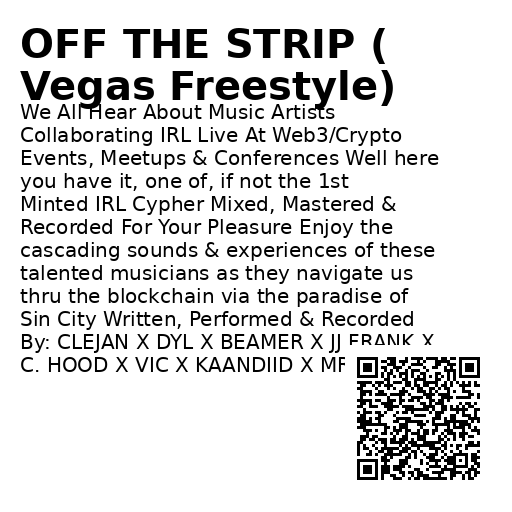 OFF THE STRIP (
Vegas Freestyle)
We All Hear About Music Artists
Collaborating IRL Live At Web3/Crypto
Events, Meetups & Conferences Well here
you have it, one of, if not the 1st
Minted IRL Cypher Mixed, Mastered &
Recorded For Your Pleasure Enjoy the
cascading sounds & experiences of these
talented musicians as they navigate us
thru the blockchain via the paradise of
Sin City Written, Performed & Recorded
By: CLEJAN X DYL X BEAMER X JJ FRANK X
C. HOOD X VIC X KAANDIID X